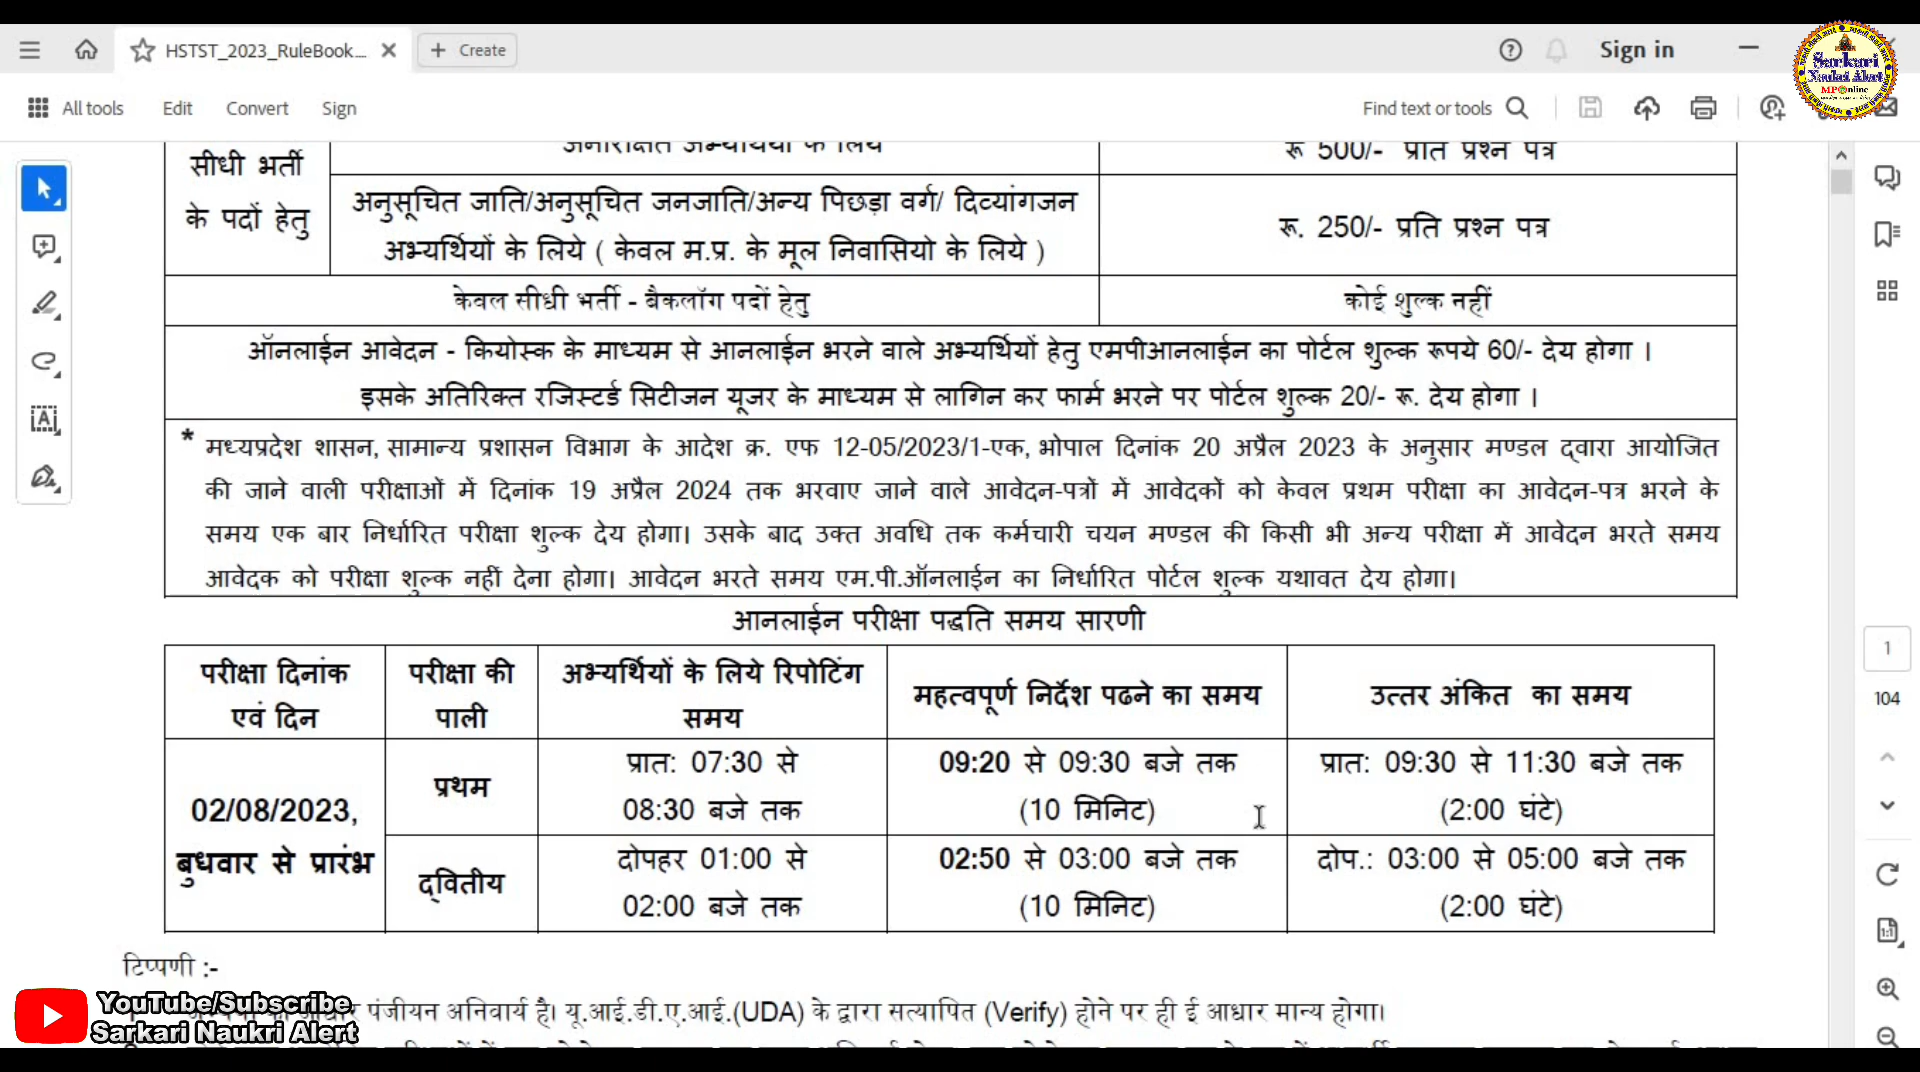 HSTST_2023_RuleBook_...
+ Create
Sign in
All tools
Edit
Convert
Sign
Find text or tools
Sarkari
Naukri Alert
MPOnline
सीधी भर्ती
के पदों हेतु
अनारक्षित अभ्यर्थियों के लिये
रू 500/- प्रति प्रश्न पत्र
अनुसूचित जाति/अनुसूचित जनजाति/अन्य पिछड़ा वर्ग/ दिव्यांगजन
अभ्यर्थियों के लिये ( केवल म.प्र. के मूल निवासियो के लिये )
रू. 250/- प्रति प्रश्न पत्र
केवल सीधी भर्ती - बैकलॉग पदों हेतु
कोई शुल्क नहीं
ऑनलाईन आवेदन - कियोस्क के माध्यम से आनलाईन भरने वाले अभ्यर्थियों हेतु एमपीआनलाईन का पोर्टल शुल्क रूपये 60/- देय होगा ।
इसके अतिरिक्त रजिस्टर्ड सिटीजन यूजर के माध्यम से लागिन कर फार्म भरने पर पोर्टल शुल्क 20/- रू. देय होगा ।
* मध्यप्रदेश शासन, सामान्य प्रशासन विभाग के आदेश क्र. एफ 12-05/2023/1-एक, भोपाल दिनांक 20 अप्रैल 2023 के अनुसार मण्डल द्वारा आयोजित
की जाने वाली परीक्षाओं में दिनांक 19 अप्रैल 2024 तक भरवाए जाने वाले आवेदन-पत्रों में आवेदकों को केवल प्रथम परीक्षा का आवेदन-पत्र भरने के
समय एक बार निर्धारित परीक्षा शुल्क देय होगा। उसके बाद उक्त अवधि तक कर्मचारी चयन मण्डल की किसी भी अन्य परीक्षा में आवेदन भरते समय
आवेदक को परीक्षा शुल्क नहीं देना होगा। आवेदन भरते समय एम.पी.ऑनलाईन का निर्धारित पोर्टल शुल्क यथावत देय होगा।
आनलाईन परीक्षा पद्धति समय सारणी
परीक्षा दिनांक
एवं दिन
परीक्षा की
पाली
अभ्यर्थियों के लिये रिपोटिंग
समय
महत्वपूर्ण निर्देश पढने का समय
उत्तर अंकित का समय
02/08/2023,
बुधवार से प्रारंभ
प्रथम
प्रात: 07:30 से
08:30 बजे तक
09:20 से 09:30 बजे तक
(10 मिनिट)
प्रात: 09:30 से 11:30 बजे तक
(2:00 घंटे)
द्वितीय
दोपहर 01:00 से
02:00 बजे तक
02:50 से 03:00 बजे तक
(10 मिनिट)
दोप.: 03:00 से 05:00 बजे तक
(2:00 घंटे)
टिप्पणी :-
पंजीयन अनिवार्य है। यू.आई.डी.ए.आई.(UDA) के द्वारा सत्यापित (Verify) होने पर ही ई आधार मान्य होगा।
YouTube/Subscribe
Sarkari Naukri Alert
1
104